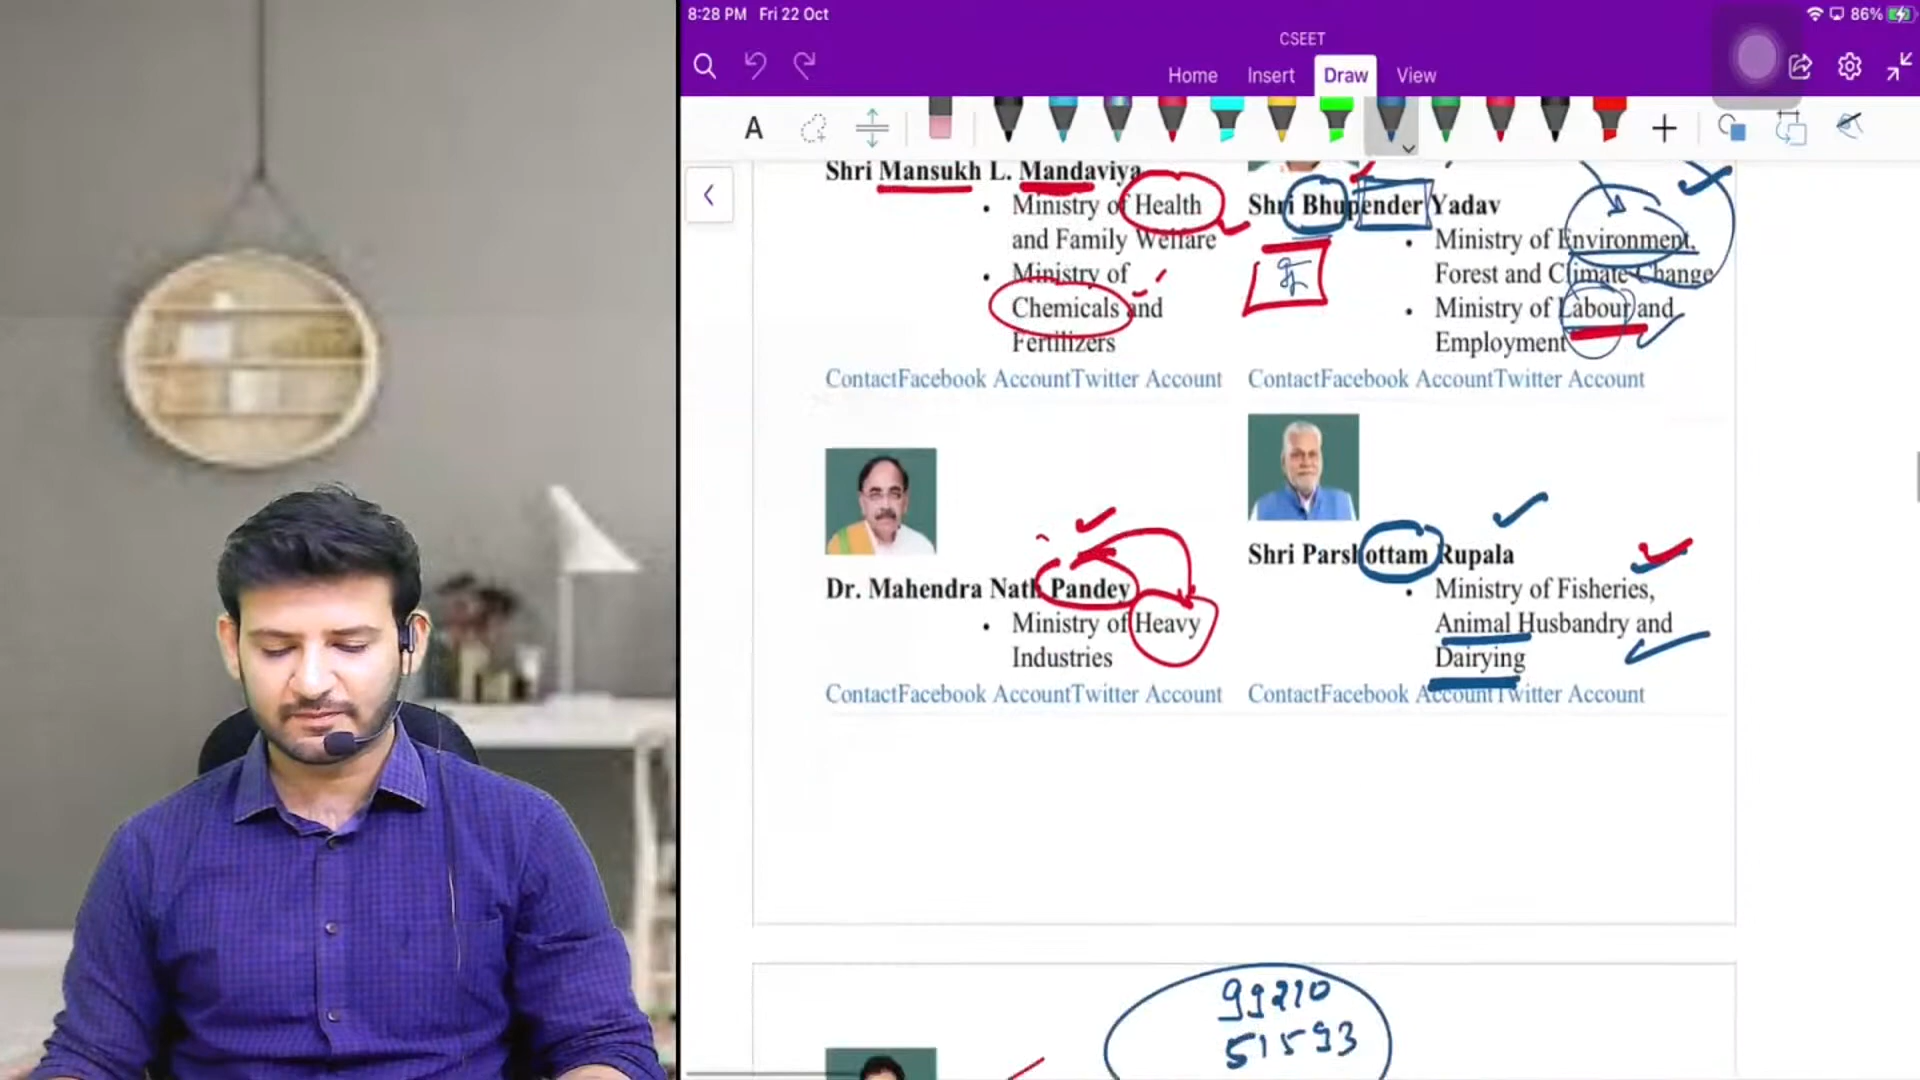 8:28 PM Fri 22 Oct
86%
CSEET
Home Insert Draw View
A
Shri Mansukh L. Mandaviya
• Ministry of Health
and Family Welfare
• Ministry of
Chemicals and
Fertilizers
ContactFacebook AccountTwitter Account
Shri Bhupender Yadav
• Ministry of Environment,
Forest and Climate Change
• Ministry of Labour and
Employment
ContactFacebook AccountTwitter Account
Dr. Mahendra Nath Pandey
• Ministry of Heavy
Industries
ContactFacebook AccountTwitter Account
Shri Parshottam Rupala
• Ministry of Fisheries,
Animal Husbandry and
Dairying
ContactFacebook AccountTwitter Account
99210
51593